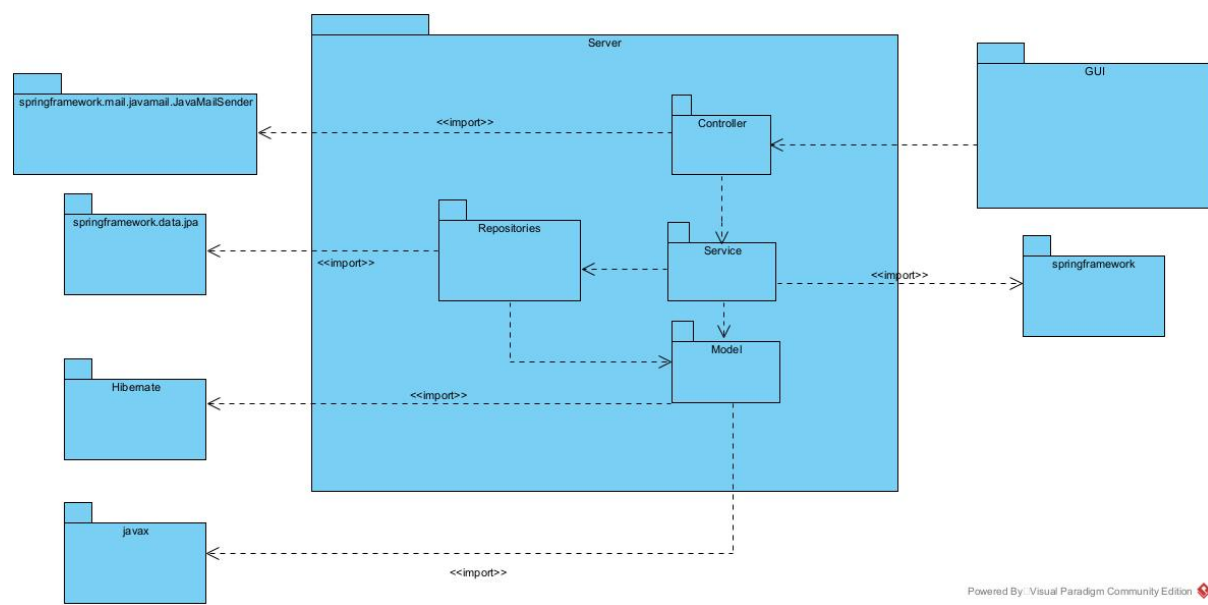 Server
GUI
springframework.mail.javamail.JavaMailSender
<<import>>
Controller
springframework.data.jpa
Repositories
<<import>>
Service
<<import>>
springframework
Model
Hibernate
<<import>>
javax
<<import>>
Powered By Visual Paradigm Community Edition